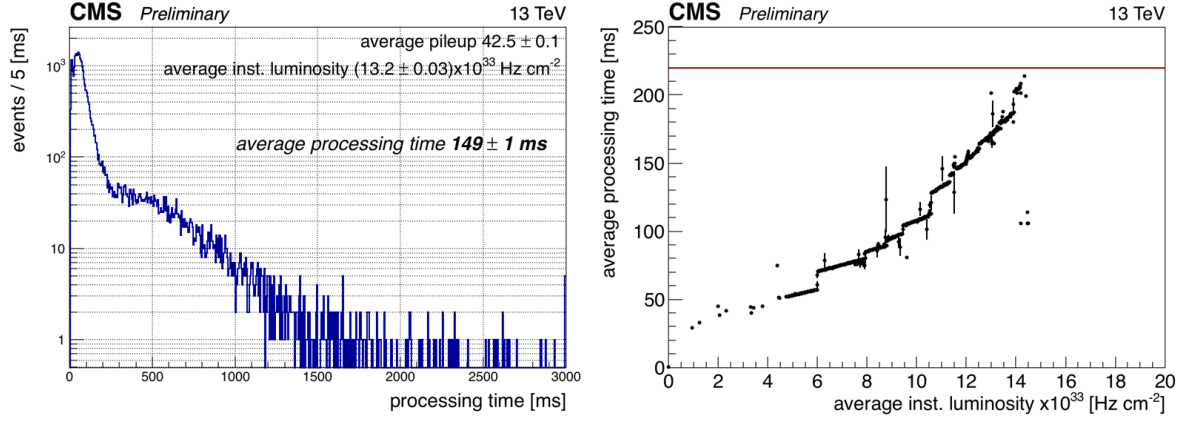 CMS Preliminary 13 TeV
average pileup 42.5 ± 0.1
average inst. luminosity (13.2 ± 0.03)x10³³ Hz cm⁻²
average processing time 149 ± 1 ms
events / 5 [ms]
10³
10²
10
1
0 500 1000 1500 2000 2500 3000
processing time [ms]
CMS Preliminary 13 TeV
average processing time [ms]
250
200
150
100
50
0
0 2 4 6 8 10 12 14 16 18 20
average inst. luminosity x10³³ [Hz cm⁻²]